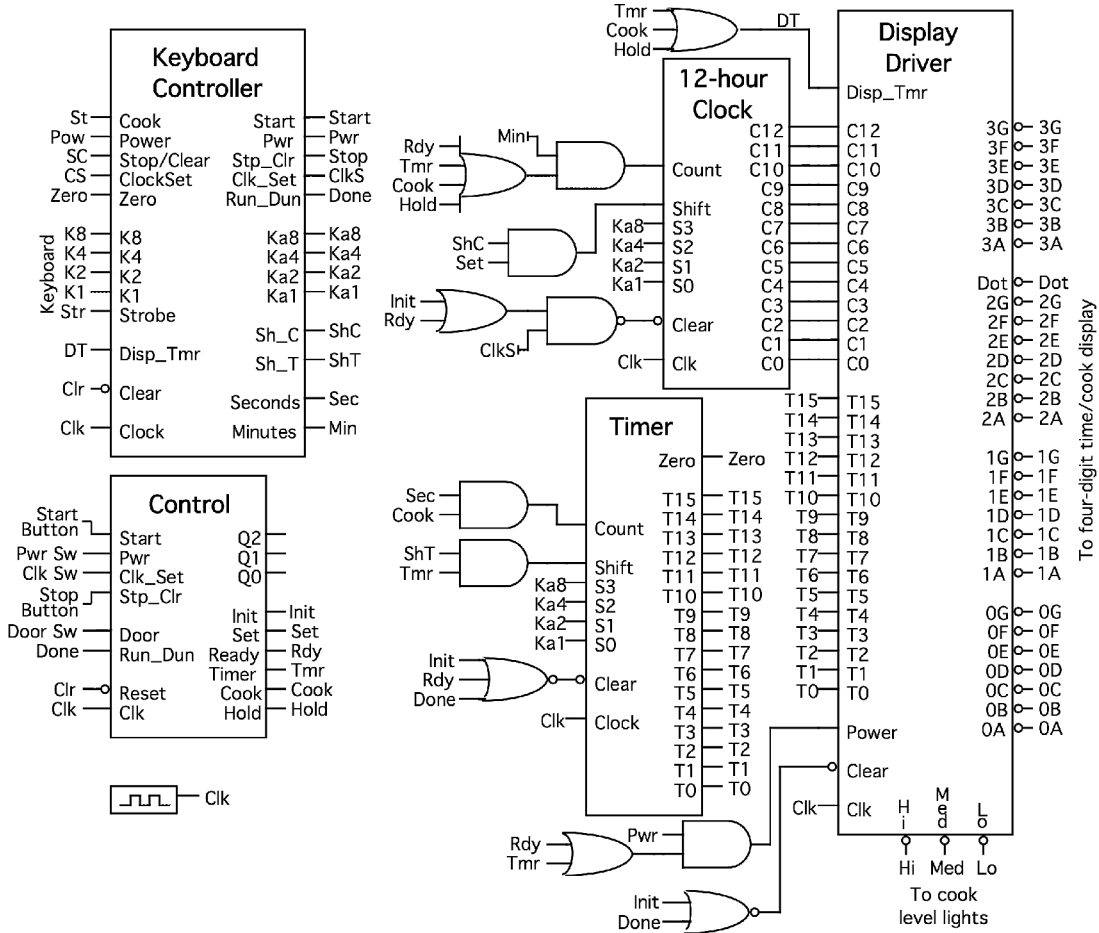 Keyboard
Controller
St
Pow
SC
CS
Zero
K8
K4
K2
K1
Str
Keyboard
DT
Clr
Clk
Cook
Power
Stop/Clear
ClockSet
Zero
K8
K4
K2
K1
Strobe
Disp_Tmr
Clear
Clock
Start
Pwr
Stp_Clr
Clk_Set
Run_Dun
Ka8
Ka4
Ka2
Ka1
Sh_C
Sh_T
Seconds
Minutes
Start
Pwr
Stop
ClkS
Done
Ka8
Ka4
Ka2
Ka1
ShC
ShT
Sec
Min
Control
Start
Button
Pwr Sw
Clk Sw
Stop
Button
Door Sw
Done
Clr
Clk
Start
Pwr
Clk_Set
Stp_Clr
Door
Run_Dun
Reset
Clk
Q2
Q1
Q0
Init
Set
Ready
Timer
Cook
Hold
Init
Set
Rdy
Tmr
Cook
Hold
Clk
Tmr
Cook
Hold
DT
12-hour
Clock
Min
Rdy
Tmr
Cook
Hold
ShC
Set
Ka8
Ka4
Ka2
Ka1
Init
Rdy
ClkS
Clk
Count
Shift
S3
S2
S1
S0
Clear
Clk
C12
C11
C10
C9
C8
C7
C6
C5
C4
C3
C2
C1
C0
Timer
Sec
Cook
ShT
Tmr
Ka8
Ka4
Ka2
Ka1
Init
Rdy
Done
Clk
Count
Shift
S3
S2
S1
S0
Clear
Clock
Zero
T15
T14
T13
T12
T11
T10
T9
T8
T7
T6
T5
T4
T3
T2
T1
T0
Zero
T15
T14
T13
T12
T11
T10
T9
T8
T7
T6
T5
T4
T3
T2
T1
T0
Pwr
Rdy
Tmr
Init
Done
Display
Driver
T15
T14
T13
T12
T11
T10
T9
T8
T7
T6
T5
T4
T3
T2
T1
T0
Clk
Disp_Tmr
C12
C11
C10
C9
C8
C7
C6
C5
C4
C3
C2
C1
C0
T15
T14
T13
T12
T11
T10
T9
T8
T7
T6
T5
T4
T3
T2
T1
T0
Power
Clear
Clk
3G
3F
3E
3D
3C
3B
3A
Dot
2G
2F
2E
2D
2C
2B
2A
1G
1F
1E
1D
1C
1B
1A
0G
0F
0E
0D
0C
0B
0A
3G
3F
3E
3D
3C
3B
3A
Dot
2G
2F
2E
2D
2C
2B
2A
1G
1F
1E
1D
1C
1B
1A
0G
0F
0E
0D
0C
0B
0A
To four-digit time/cook display
Hi
Med
Lo
Hi Med Lo
To cook
level lights